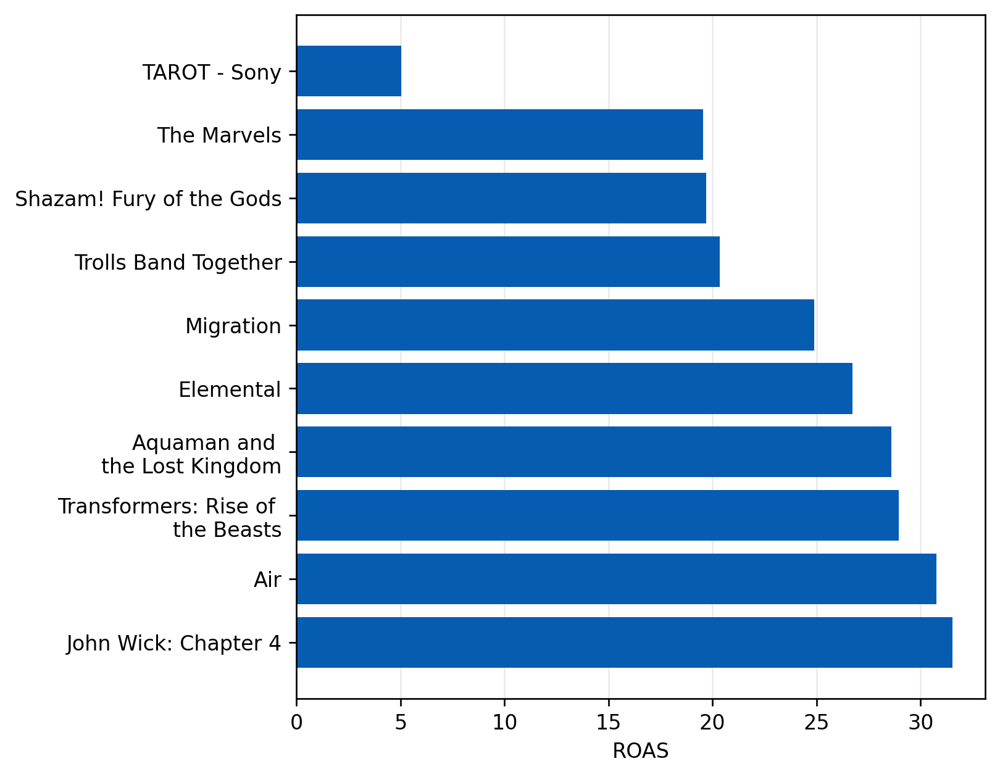 TAROT - Sony
The Marvels
Shazam! Fury of the Gods
Trolls Band Together
Migration
Elemental
Aquaman and
the Lost Kingdom
Transformers: Rise of
the Beasts
Air
John Wick: Chapter 4
0 5 10 15 20 25 30
ROAS